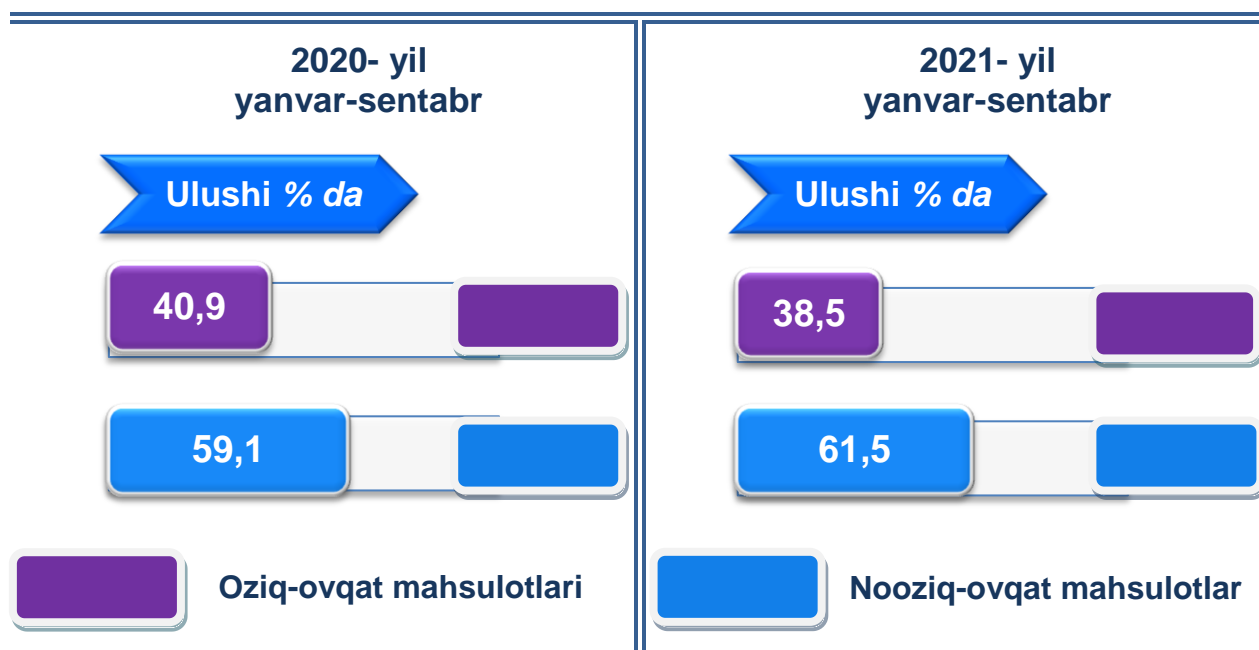 2020- yil
yanvar-sentabr
Ulushi % da
40,9
59,1
2021- yil
yanvar-sentabr
Ulushi % da
38,5
61,5
Oziq-ovqat mahsulotlari
Nooziq-ovqat mahsulotlar